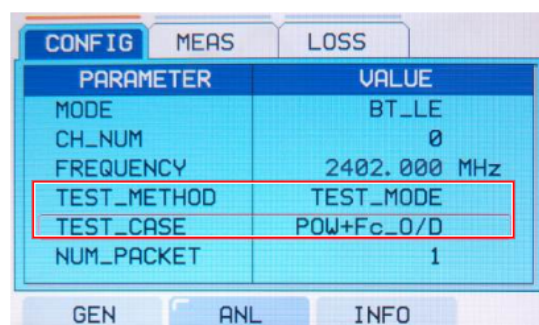 CONFIG MEAS LOSS
PARAMETER VALUE
MODE BT_LE
CH_NUM 0
FREQUENCY 2402.000 MHz
TEST_METHOD TEST_MODE
TEST_CASE POW+Fc_O/D
NUM_PACKET 1
GEN ANL INFO